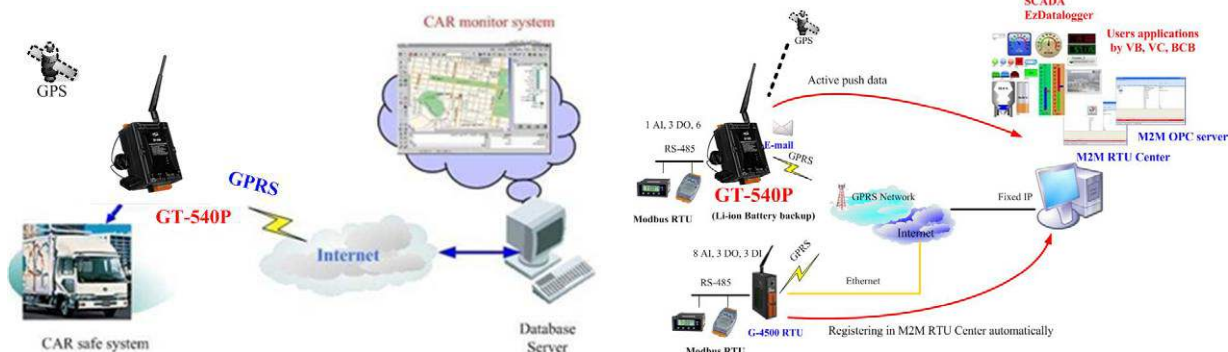 CAR monitor system
GPS
GT-540P
GPRS
Internet
CAR safe system
Database
Server
GPS
SCADA
EzDatalogger
Users applications
by VB, VC, BCB
Active push data
1 AI, 3 DO, 6
RS-485
E-mail
GPRS
M2M OPC server
M2M RTU Center
GT-540P
(Li-ion Battery backup)
Modbus RTU
GPRS Network
Fixed IP
Internet
8 AI, 3 DO, 3 DI
GPRS
RS-485
Ethernet
G-4500 RTU
Registering in M2M RTU Center automatically
Modbus RTU